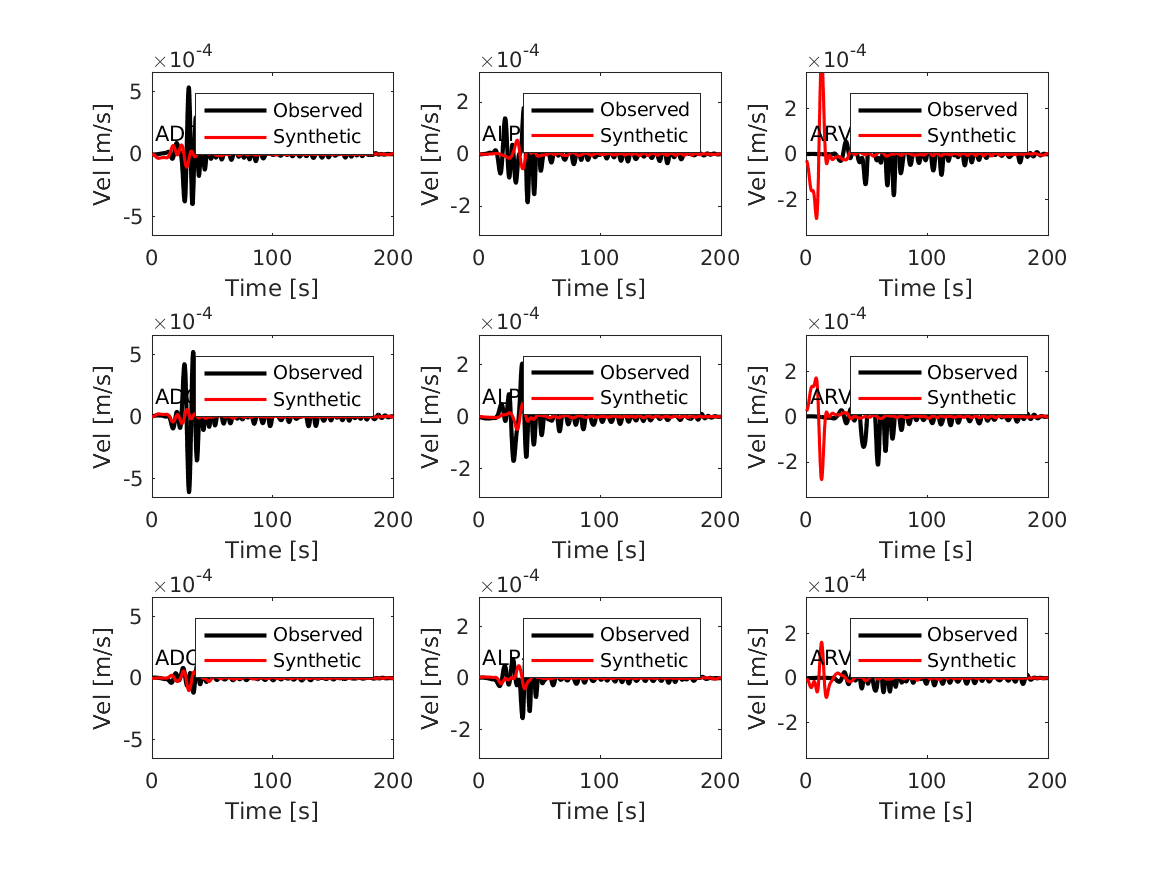 ×10-4 ×10-4 ×10-4
5 2 2
0 0 0
-5 -2 -2
Vel [m/s] Vel [m/s] Vel [m/s]
Observed Observed Observed
Synthetic Synthetic Synthetic
ALP ARV
0 100 200 0 100 200 0 100 200
Time [s] Time [s] Time [s]
×10-4 ×10-4 ×10-4
5 2 2
0 0 0
-5 -2 -2
Vel [m/s] Vel [m/s] Vel [m/s]
Observed Observed Observed
Synthetic Synthetic Synthetic
ARV
0 100 200 0 100 200 0 100 200
Time [s] Time [s] Time [s]
×10-4 ×10-4 ×10-4
5 2 2
0 0 0
-5 -2 -2
Vel [m/s] Vel [m/s] Vel [m/s]
Observed Observed Observed
Synthetic Synthetic Synthetic
ALP ARV
0 100 200 0 100 200 0 100 200
Time [s] Time [s] Time [s]